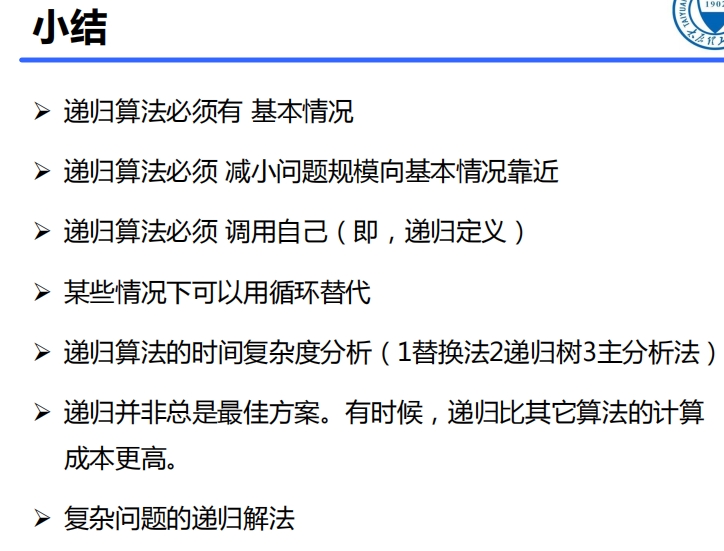 小结
1902
TAIYUAN
➢ 递归算法必须有 基本情况
➢ 递归算法必须 减小问题规模向基本情况靠近
➢ 递归算法必须 调用自己（即，递归定义）
➢ 某些情况下可以用循环替代
➢ 递归算法的时间复杂度分析（1替换法2递归树3主分析法）
➢ 递归并非总是最佳方案。有时候，递归比其它算法的计算
成本更高。
➢ 复杂问题的递归解法